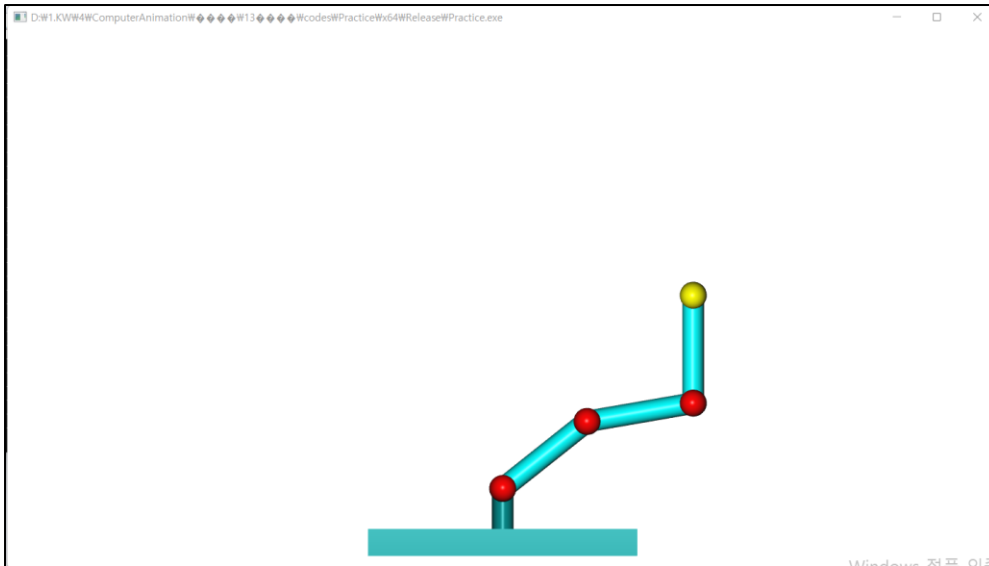 D:₩1.KW₩4₩ComputerAnimation₩����₩13����₩codes₩Practice₩x64₩Release₩Practice.exe
Windows 정품